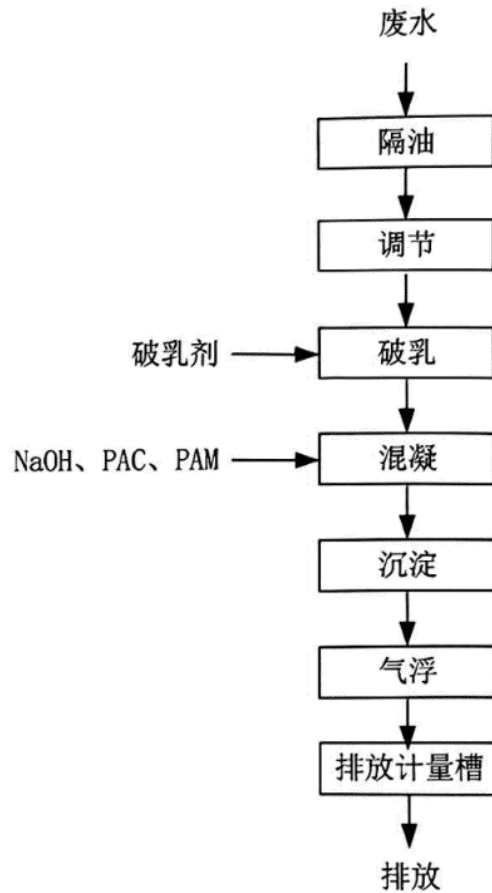 废水
隔油
调节
破乳剂
破乳
NaOH、PAC、PAM
混凝
沉淀
气浮
排放计量槽
排放